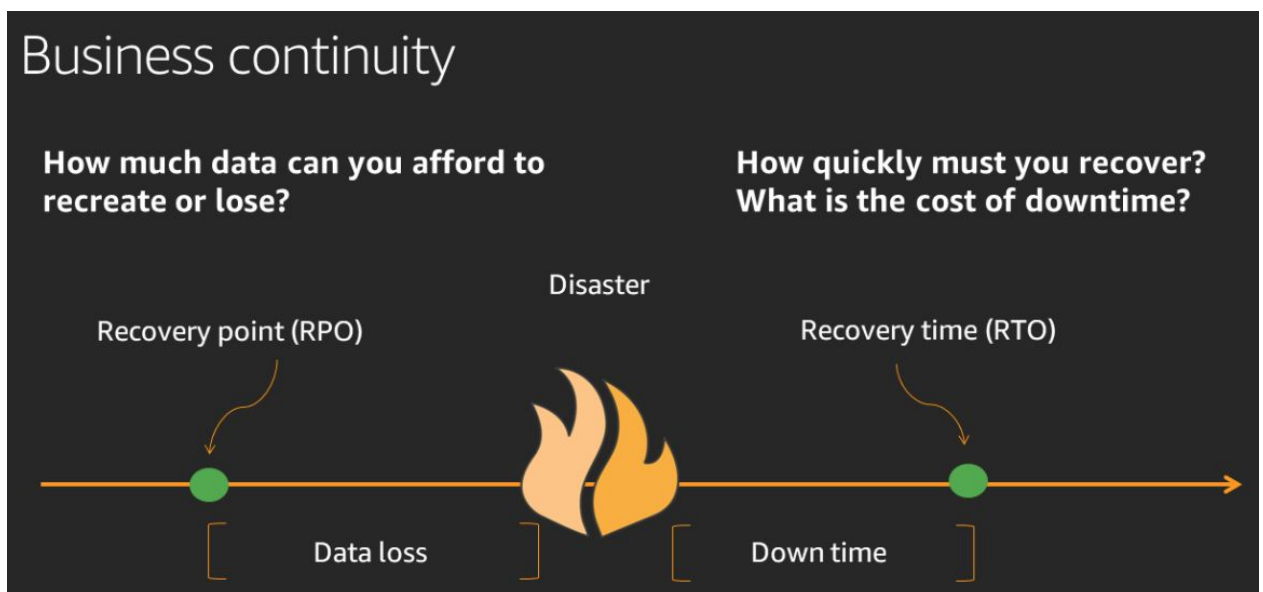 Business continuity
How much data can you afford to
recreate or lose?
How quickly must you recover?
What is the cost of downtime?
Disaster
Recovery point (RPO)
Recovery time (RTO)
Data loss
Down time